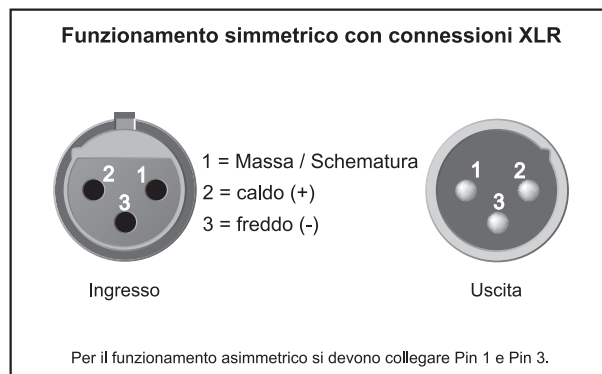 Funzionamento simmetrico con connessioni XLR
2 1
3
1 = Massa / Schematura
2 = caldo (+)
3 = freddo (-)
1 2
3
Ingresso
Uscita
Per il funzionamento asimmetrico si devono collegare Pin 1 e Pin 3.